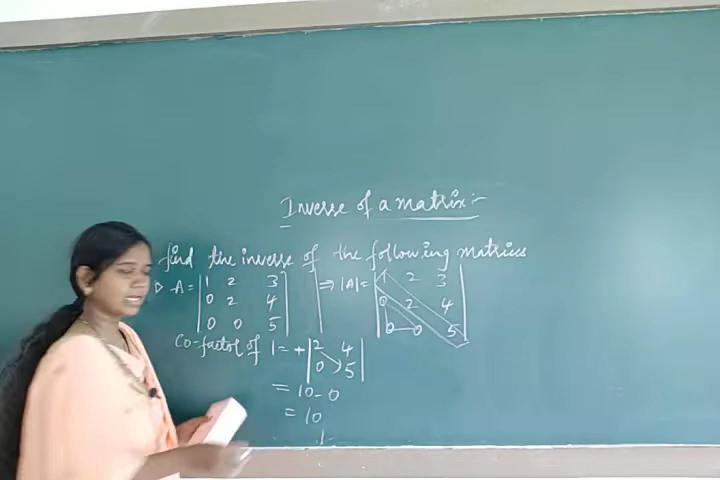 Inverse of a matrix:-
find the inverse of the following matrices
1) A = | 1 2 3 | ⇒ |A| = | 1 2 3 |
| 0 2 4 | | 0 2 4 |
| 0 0 5 | | 0 0 5 |
Co-factor of 1 = + | 2 4 |
| 0 5 |
= 10 - 0
= 10